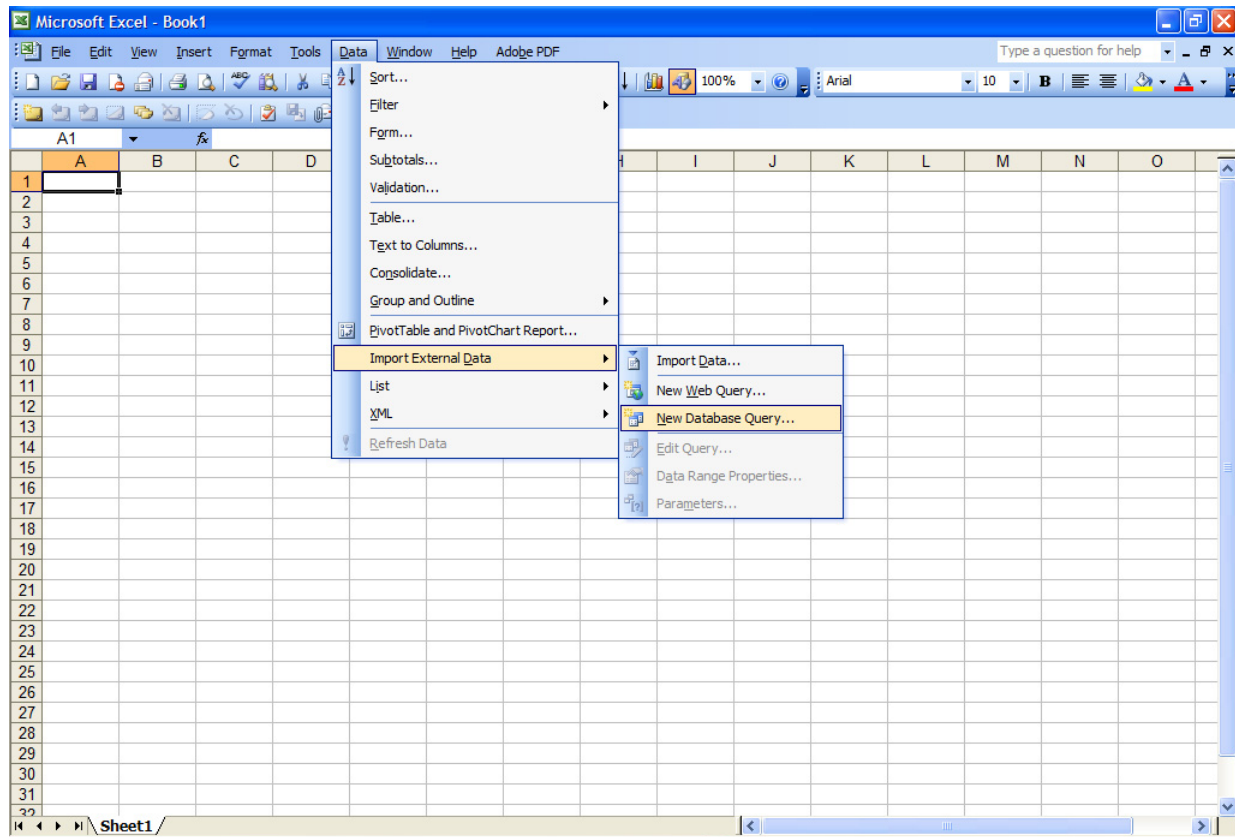 Microsoft Excel - Book1
File Edit View Insert Format Tools Data Window Help Adobe PDF Type a question for help
100% Arial 10 B A
A1 fx
A B C D H I J K L M N O
Sort...
Filter
Form...
Subtotals...
Validation...
Table...
Text to Columns...
Consolidate...
Group and Outline
PivotTable and PivotChart Report...
Import External Data
List
XML
Refresh Data
Import Data...
New Web Query...
New Database Query...
Edit Query...
Data Range Properties...
Parameters...
1
2
3
4
5
6
7
8
9
10
11
12
13
14
15
16
17
18
19
20
21
22
23
24
25
26
27
28
29
30
31
32
Sheet1